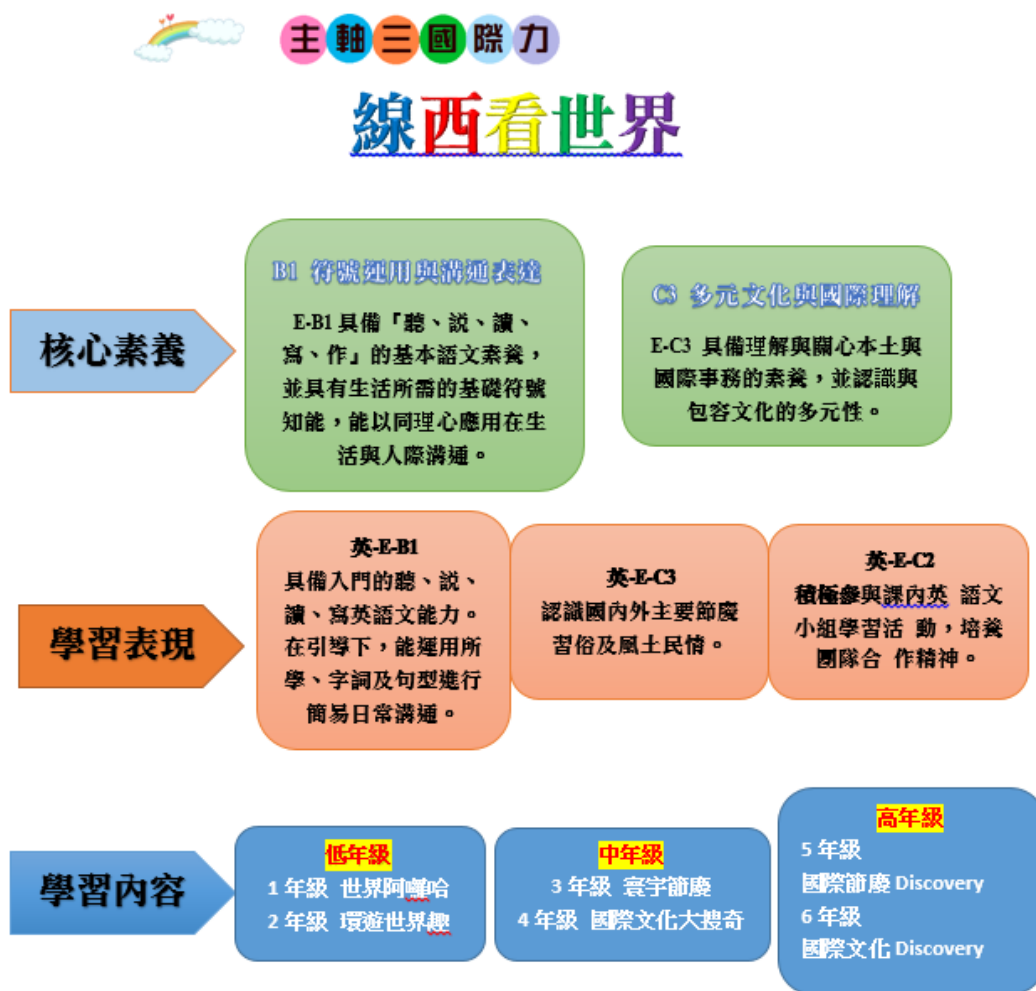 主軸三國際力
線西看世界
核心素養
B1 符號運用與溝通表達
E-B1 具備『聽、說、讀、
寫、作』的基本語文素養，
並具有生活所需的基礎符號
知能，能以同理心應用在生
活與人際溝通。
C3 多元文化與國際理解
E-C3 具備理解與關心本土與
國際事務的素養，並認識與
包容文化的多元性。
學習表現
英-E-B1
具備入門的聽、說、
讀、寫英語文能力。
在引導下，能運用所
學、字詞及句型進行
簡易日常溝通。
英-E-C3
認識國內外主要節慶
習俗及風土民情。
英-E-C2
積極參與課內英 語文
小組學習活 動，培養
團隊合 作精神。
學習內容
低年級
1 年級 世界阿囉哈
2 年級 環遊世界趣
中年級
3 年級 寰宇節慶
4 年級 國際文化大搜奇
高年級
5 年級
國際節慶 Discovery
6 年級
國際文化 Discovery